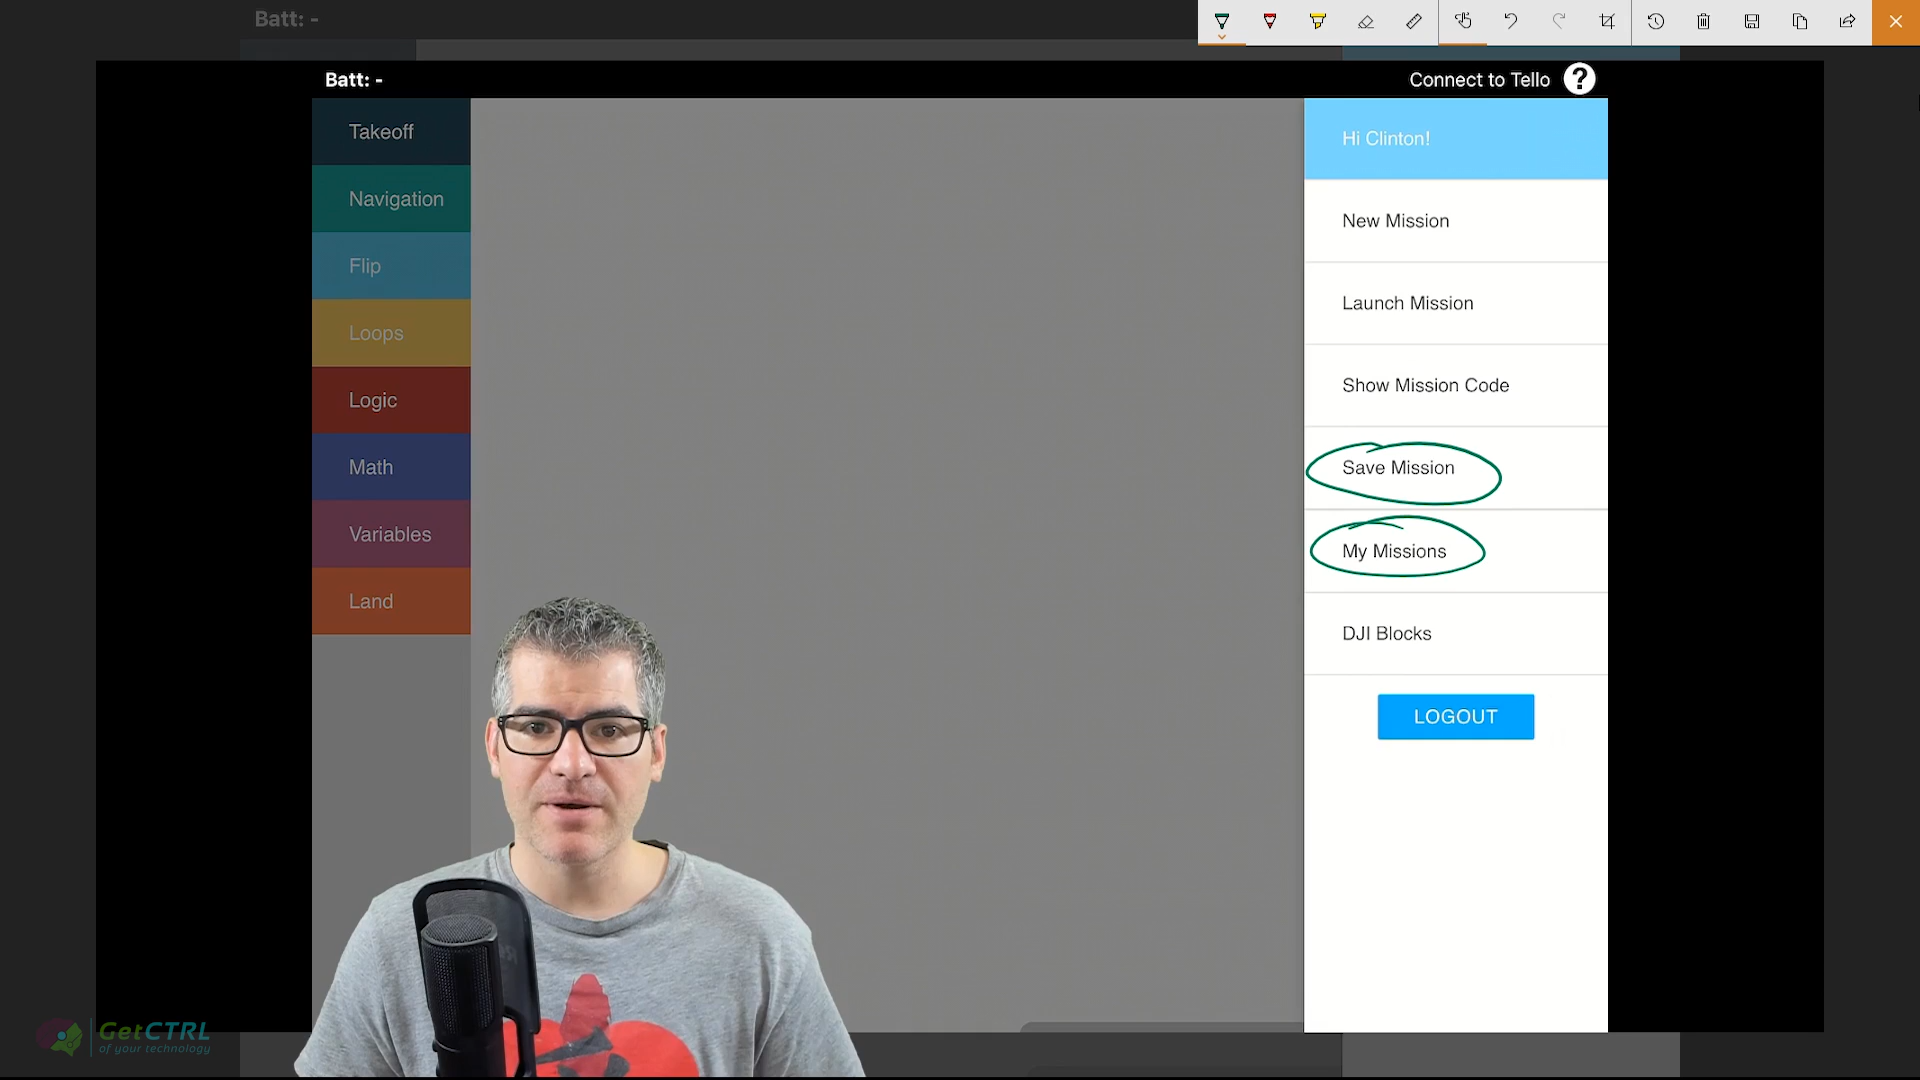 Batt: -
Batt: -
Connect to Tello ?
Takeoff
Navigation
Flip
Loops
Logic
Math
Variables
Land
Hi Clinton!
New Mission
Launch Mission
Show Mission Code
Save Mission
My Missions
DJI Blocks
LOGOUT
GetCTRL
of your technology